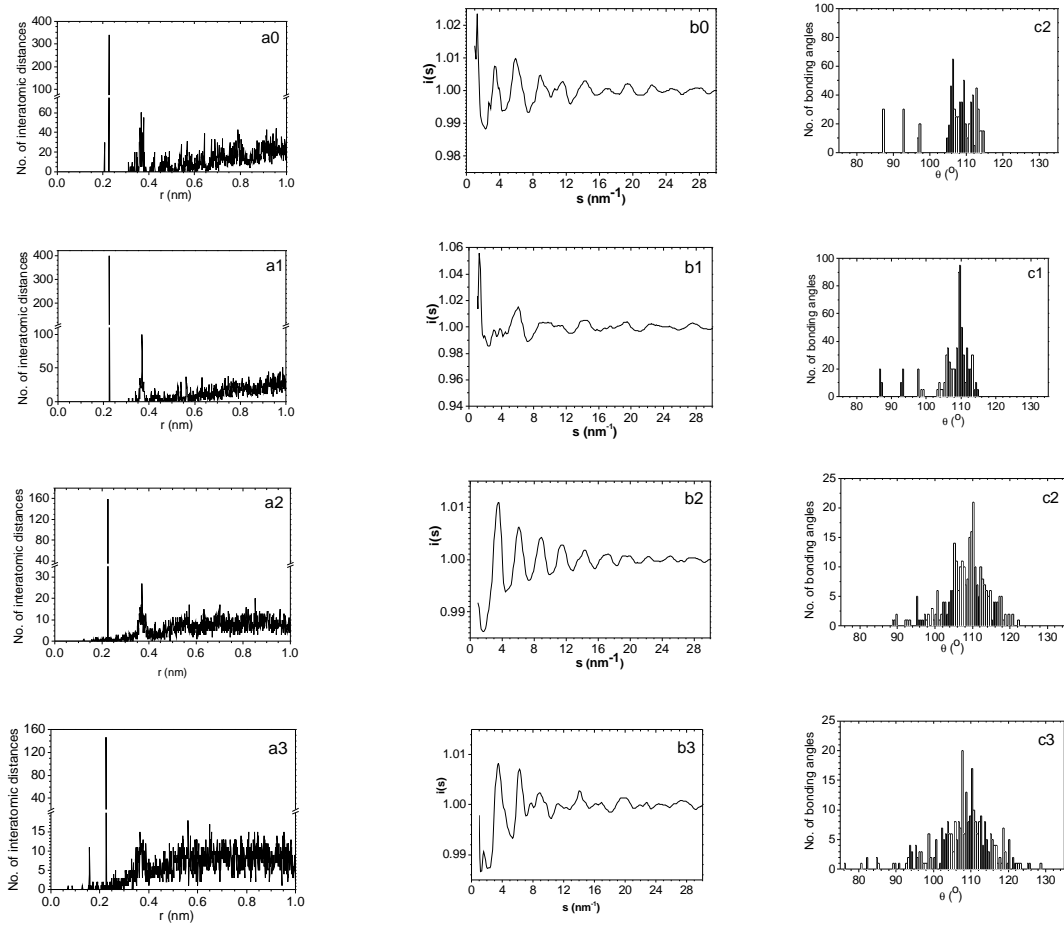 No. of interatomic distances
400
300
200
100
60
40
20
0
a0
0.0 0.2 0.4 0.6 0.8 1.0
r (nm)
i(s)
1.02
1.00
0.98
b0
0 4 8 12 16 20 24 28
s (nm-1)
No. of bonding angles
100
80
60
40
20
0
c2
80 90 100 110 120 130
θ (o)
No. of interatomic distances
400
300
200
100
50
0
a1
0.0 0.2 0.4 0.6 0.8 1.0
r (nm)
i(s)
1.06
1.04
1.02
1.00
0.98
0.96
0.94
b1
0 4 8 12 16 20 24 28
s (nm-1)
No. of bonding angles
100
80
60
40
20
0
c1
80 90 100 110 120 130
θ (o)
No. of interatomic distances
160
120
80
40
30
20
10
0
a2
0.0 0.2 0.4 0.6 0.8 1.0
r (nm)
i(s)
1.01
1.00
0.99
b2
0 4 8 12 16 20 24 28
s (nm-1)
No. of bonding angles
25
20
15
10
5
0
c2
80 90 100 110 120 130
θ (o)
No. of interatomic distances
160
120
80
40
15
10
5
0
a3
0.0 0.2 0.4 0.6 0.8 1.0
r (nm)
i(s)
1.01
1.00
0.99
b3
0 4 8 12 16 20 24 28
s (nm-1)
No. of bonding angles
25
20
15
10
5
0
c3
80 90 100 110 120 130
θ (o)